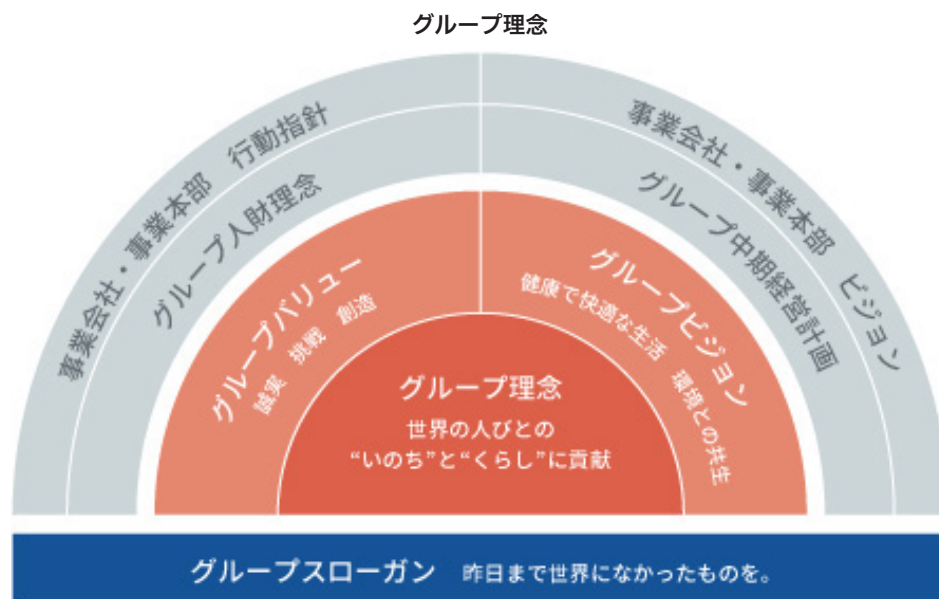 グループ理念
事業会社・事業本部 行動指針
事業会社・事業本部 ビジョン
グループ人財理念
グループ中期経営計画
グループバリュー
誠実 挑戦 創造
グループビジョン
健康で快適な生活 環境との共生
グループ理念
世界の人びとの
“いのち”と“くらし”に貢献
グループスローガン 昨日まで世界になかったものを。